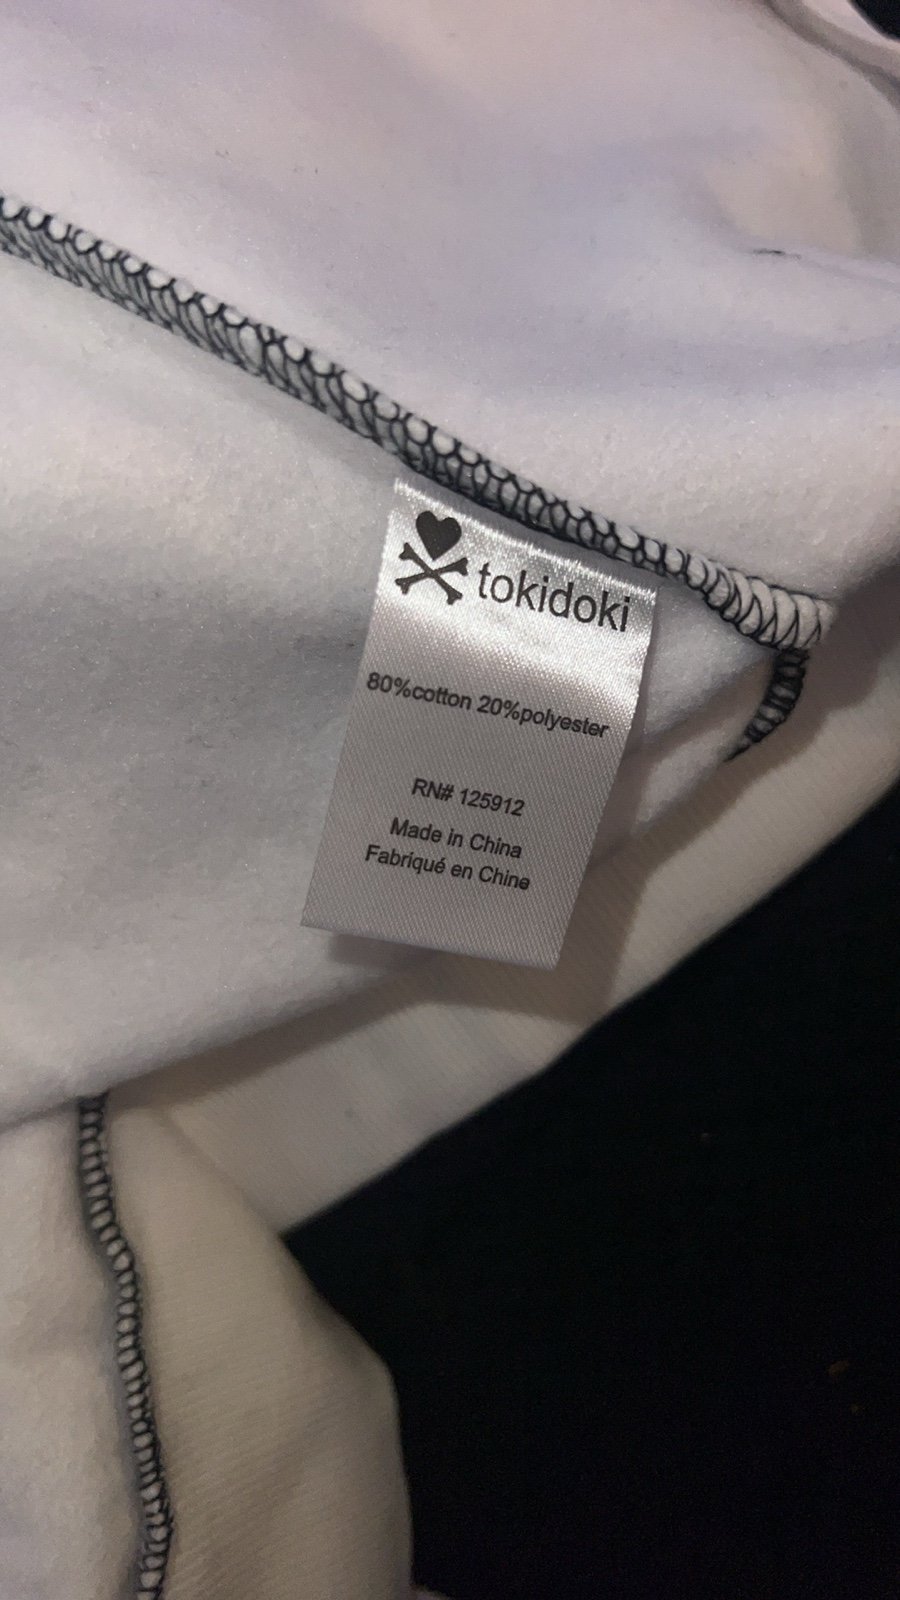 tokidoki
80%cotton 20%polyester
RN# 125912
Made in China
Fabriqué en Chine